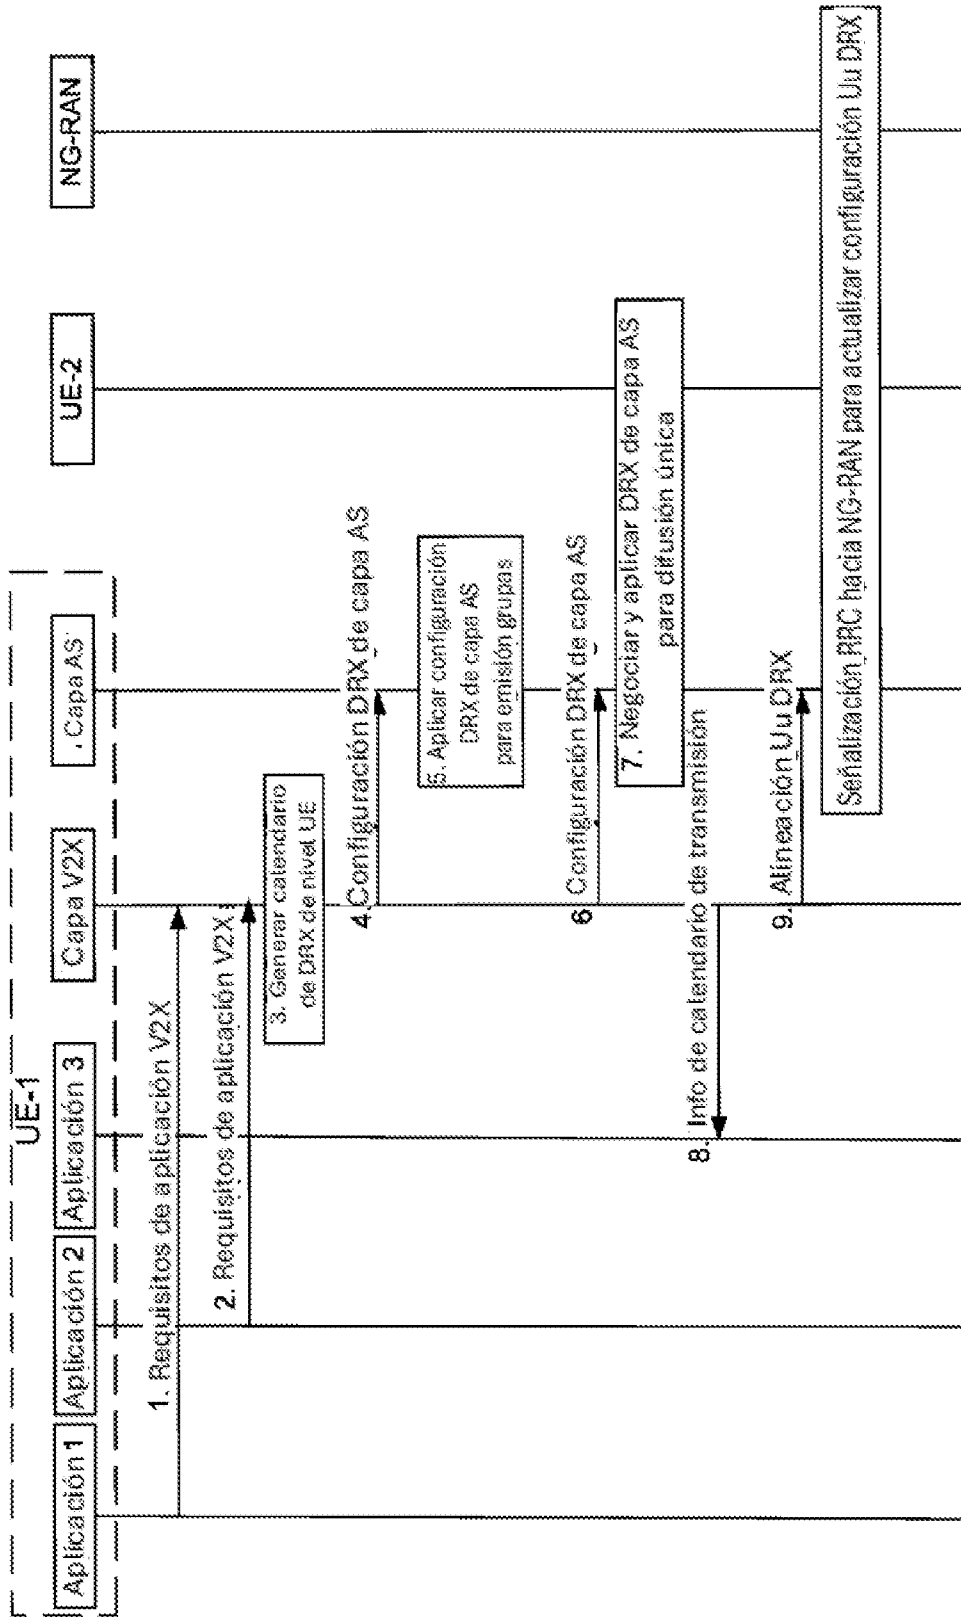 UE-1
Aplicación 1
Aplicación 2
Aplicación 3
Capa V2X
. Capa AS
UE-2
NG-RAN
1. Requisitos de aplicación V2X
2. Requisitos de aplicación V2X
3. Generar calendario
de DRX de nivel UE
4. Configuración DRX de capa AS
5. Aplicar configuración
DRX de capa AS
para emisión grupas
6 Configuración DRX de capa AS
7. Negociar y aplicar DRX de capa AS
para difusión única
8. Info de calendario de transmisión
9. Alineación Uu DRX
Señalización RRC hacia NG-RAN para actualizar configuración Uu DRX